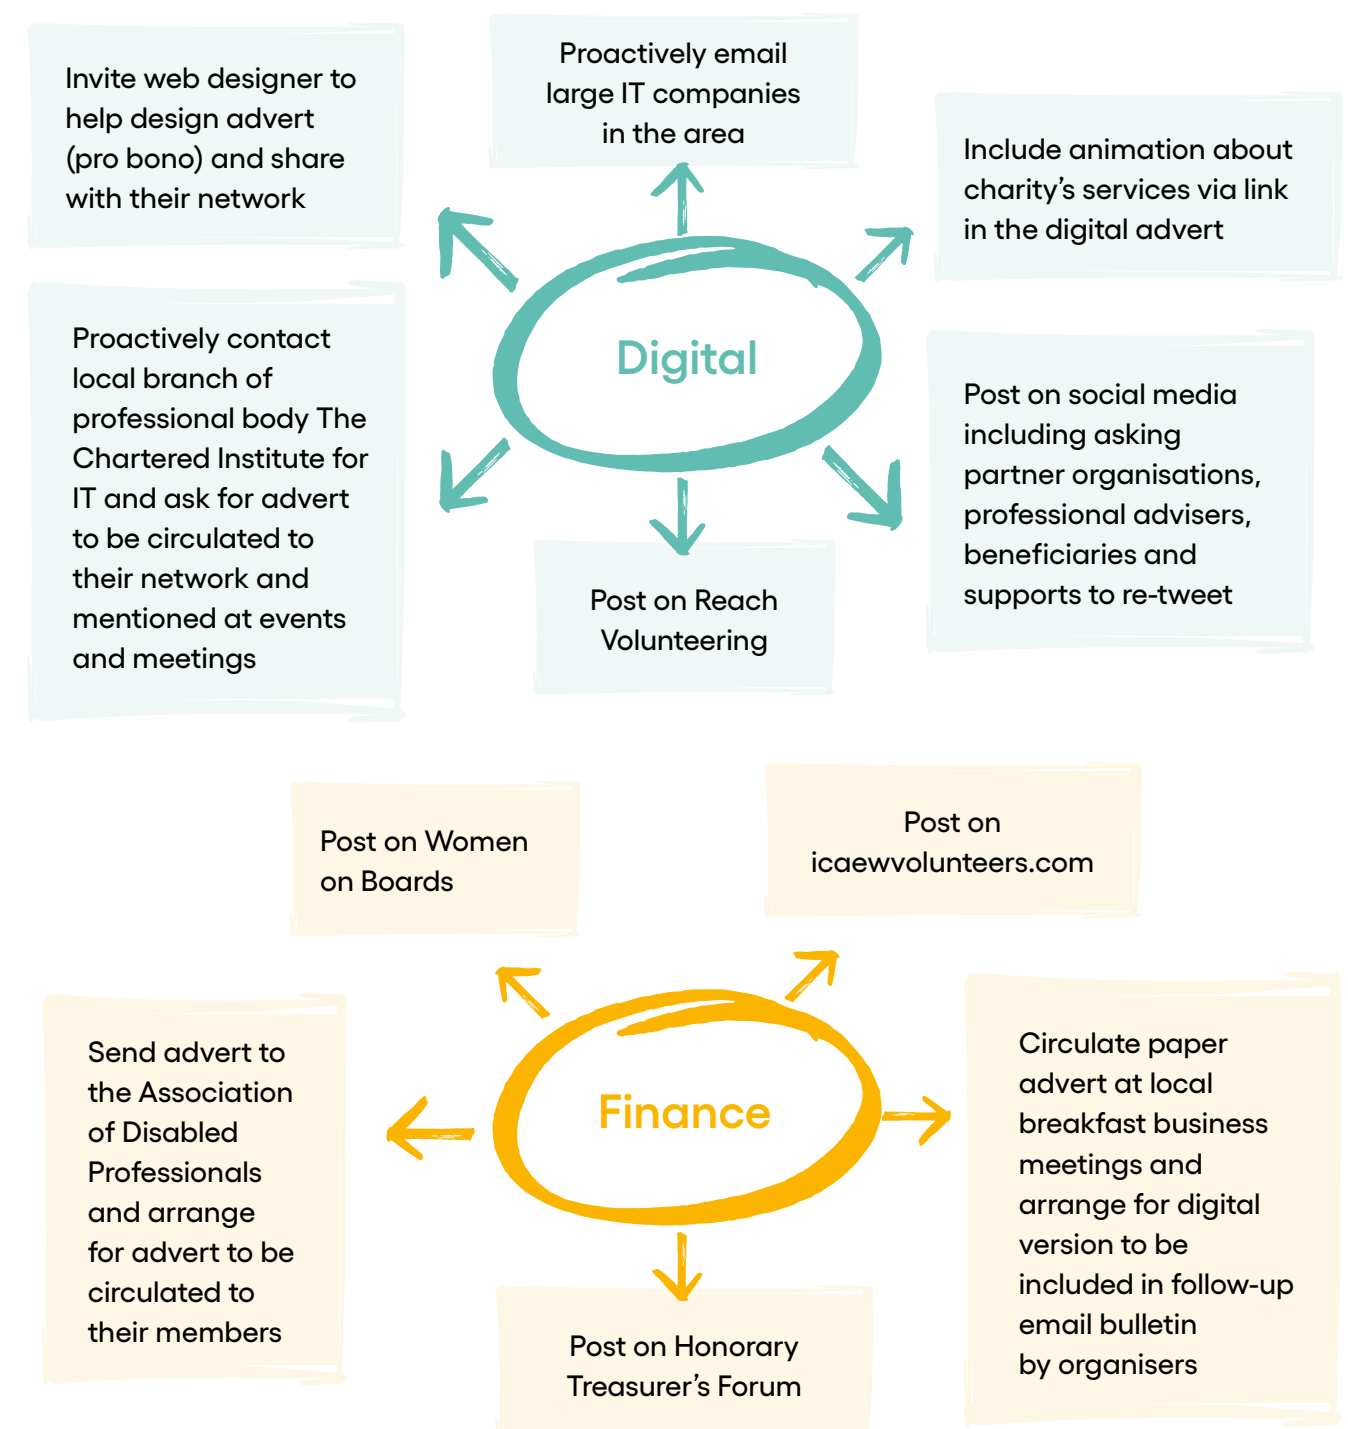 Invite web designer to
help design advert
(pro bono) and share
with their network
Proactively email
large IT companies
in the area
Include animation about
charity’s services via link
in the digital advert
Digital
Proactively contact
local branch of
professional body The
Chartered Institute for
IT and ask for advert
to be circulated to
their network and
mentioned at events
and meetings
Post on Reach
Volunteering
Post on social media
including asking
partner organisations,
professional advisers,
beneficiaries and
supports to re-tweet
Post on Women
on Boards
Post on
icaewvolunteers.com
Finance
Send advert to
the Association
of Disabled
Professionals
and arrange
for advert to be
circulated to
their members
Post on Honorary
Treasurer’s Forum
Circulate paper
advert at local
breakfast business
meetings and
arrange for digital
version to be
included in follow-up
email bulletin
by organisers